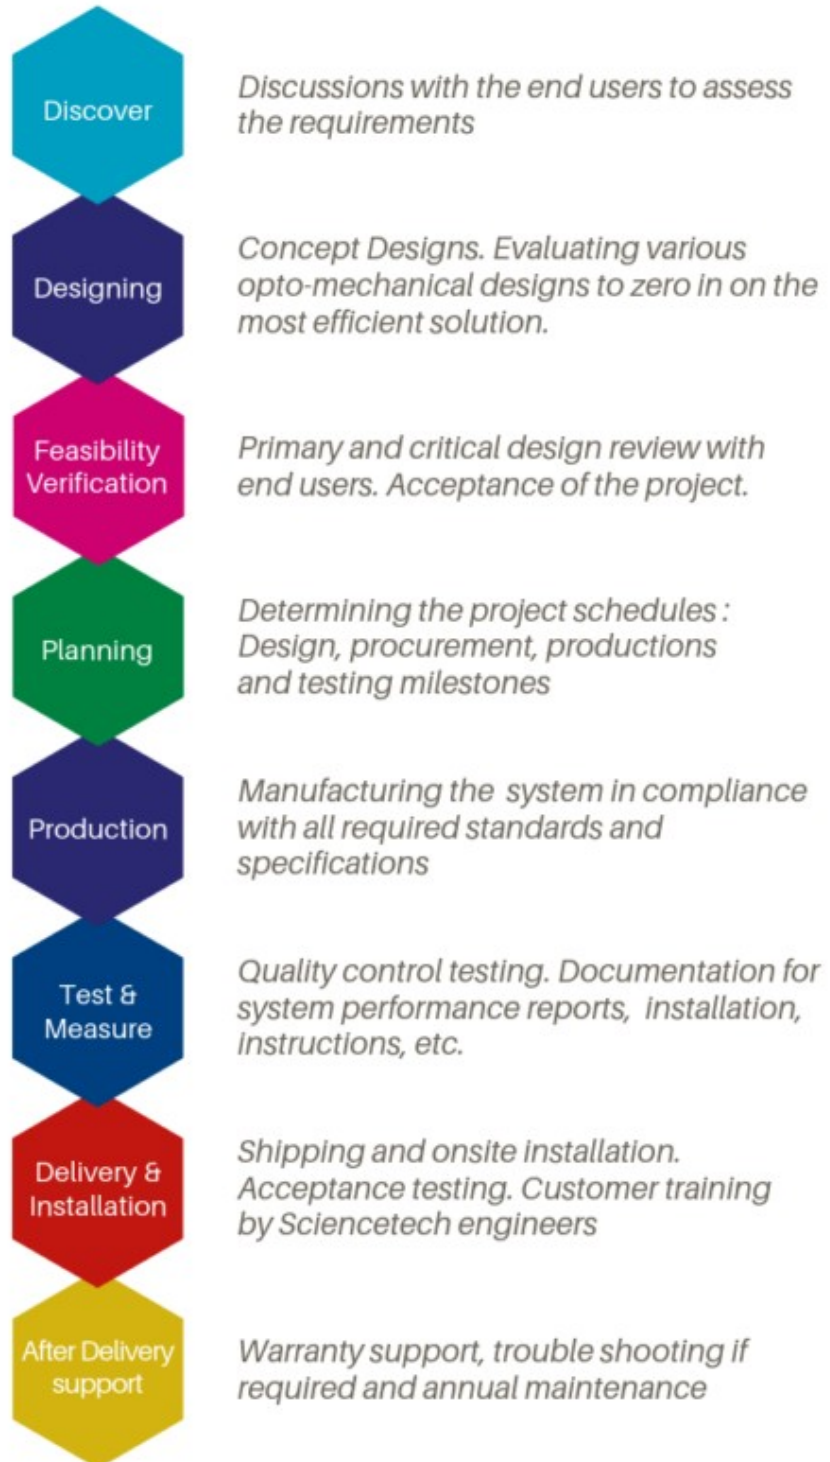 Discover
Discussions with the end users to assess
the requirements
Designing
Concept Designs. Evaluating various
opto-mechanical designs to zero in on the
most efficient solution.
Feasibility
Verification
Primary and critical design review with
end users. Acceptance of the project.
Planning
Determining the project schedules :
Design, procurement, productions
and testing milestones
Production
Manufacturing the  system in compliance
with all required standards and
specifications
Test &
Measure
Quality control testing. Documentation for
system performance reports,  installation,
instructions, etc.
Delivery &
Installation
Shipping and onsite installation.
Acceptance testing. Customer training
by Sciencetech engineers
After Delivery
support
Warranty support, trouble shooting if
required and annual maintenance